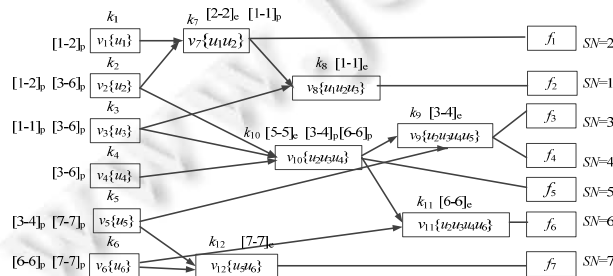 k1
[1-2]p v1{u1}
k7 [2-2]e [1-1]p
v7{u1u2}
f1 SN=2
k2
[1-2]p [3-6]p v2{u2}
k8 [1-1]e
v8{u1u2u3}
f2 SN=1
k3
[1-1]p [3-6]p v3{u3}
k9 [3-4]e
v9{u2u3u4u5}
f3 SN=3
f4 SN=4
k10 [5-5]e [3-4]p[6-6]p
v10{u2u3u4}
k4
[3-6]p v4{u4}
f5 SN=5
k5
[3-4]p [7-7]p v5{u5}
k11 [6-6]e
v11{u2u3u4u6}
f6 SN=6
k6
[6-6]p [7-7]p v6{u6}
k12 [7-7]e
v12{u5u6}
f7 SN=7